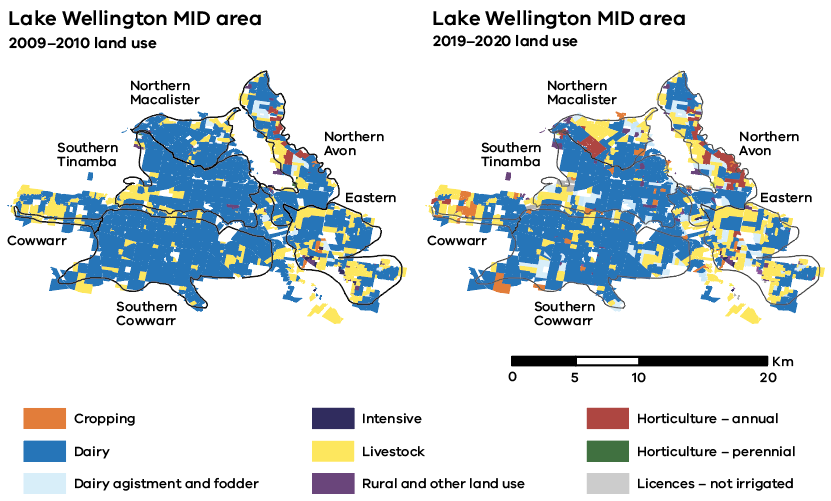 Lake Wellington MID area
2009–2010 land use
Northern
Macalister
Southern
Tinamba
Northern
Avon
Eastern
Cowwarr
Southern
Cowwarr
Lake Wellington MID area
2019–2020 land use
Northern
Macalister
Southern
Tinamba
Northern
Avon
Eastern
Cowwarr
Southern
Cowwarr
Km
0 5 10 20
Cropping
Dairy
Dairy agistment and fodder
Intensive
Livestock
Rural and other land use
Horticulture – annual
Horticulture – perennial
Licences – not irrigated